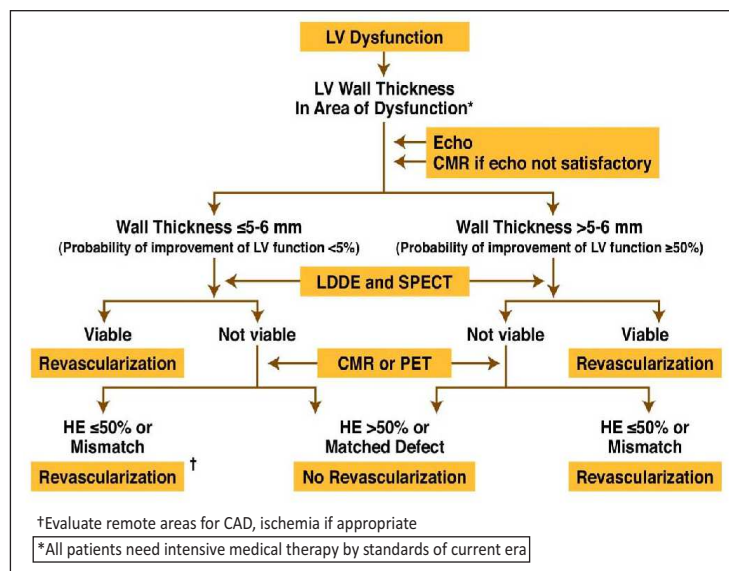 LV Dysfunction
LV Wall Thickness
In Area of Dysfunction*
Echo
CMR if echo not satisfactory
Wall Thickness ≤5-6 mm
(Probability of improvement of LV function <5%)
Wall Thickness >5-6 mm
(Probability of improvement of LV function ≥50%)
LDDE and SPECT
Viable
Revascularization
Not viable
Not viable
Viable
Revascularization
CMR or PET
HE ≤50% or
Mismatch
Revascularization †
HE >50% or
Matched Defect
No Revascularization
HE ≤50% or
Mismatch
Revascularization
†Evaluate remote areas for CAD, ischemia if appropriate
*All patients need intensive medical therapy by standards of current era